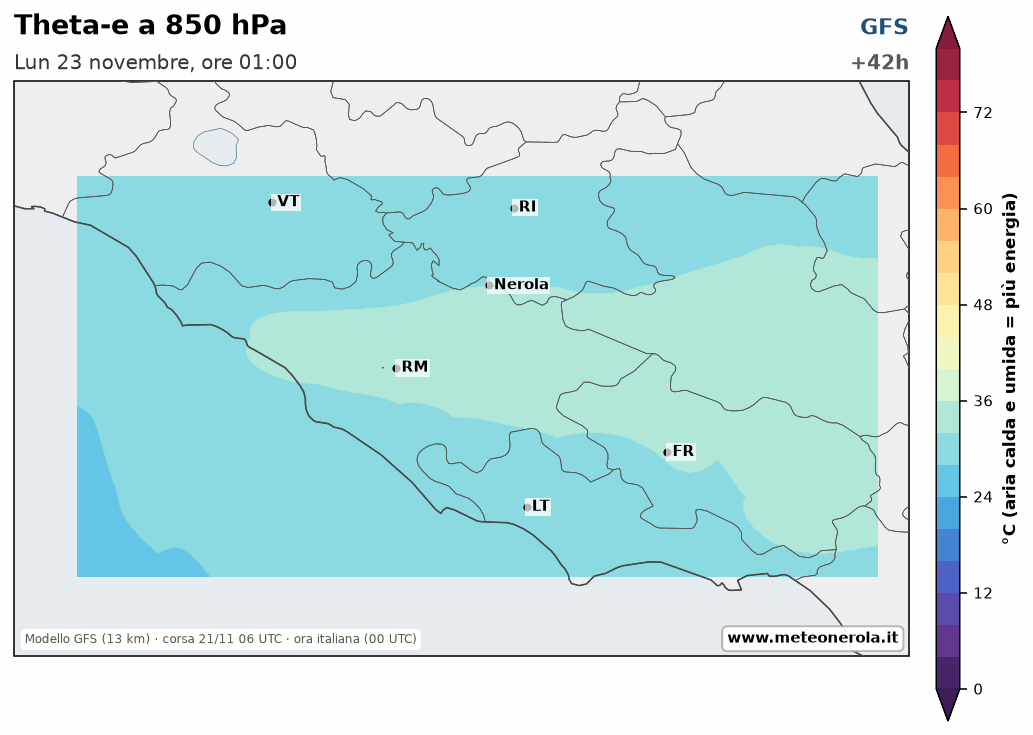 Theta-e a 850 hPa
GFS
Lun 23 novembre, ore 01:00
+42h
VT
RI
Nerola
RM
FR
LT
72
60
48
36
24
12
0
°C (aria calda e umida = più energia)
Modello GFS (13 km) · corsa 21/11 06 UTC · ora italiana (00 UTC)
www.meteonerola.it